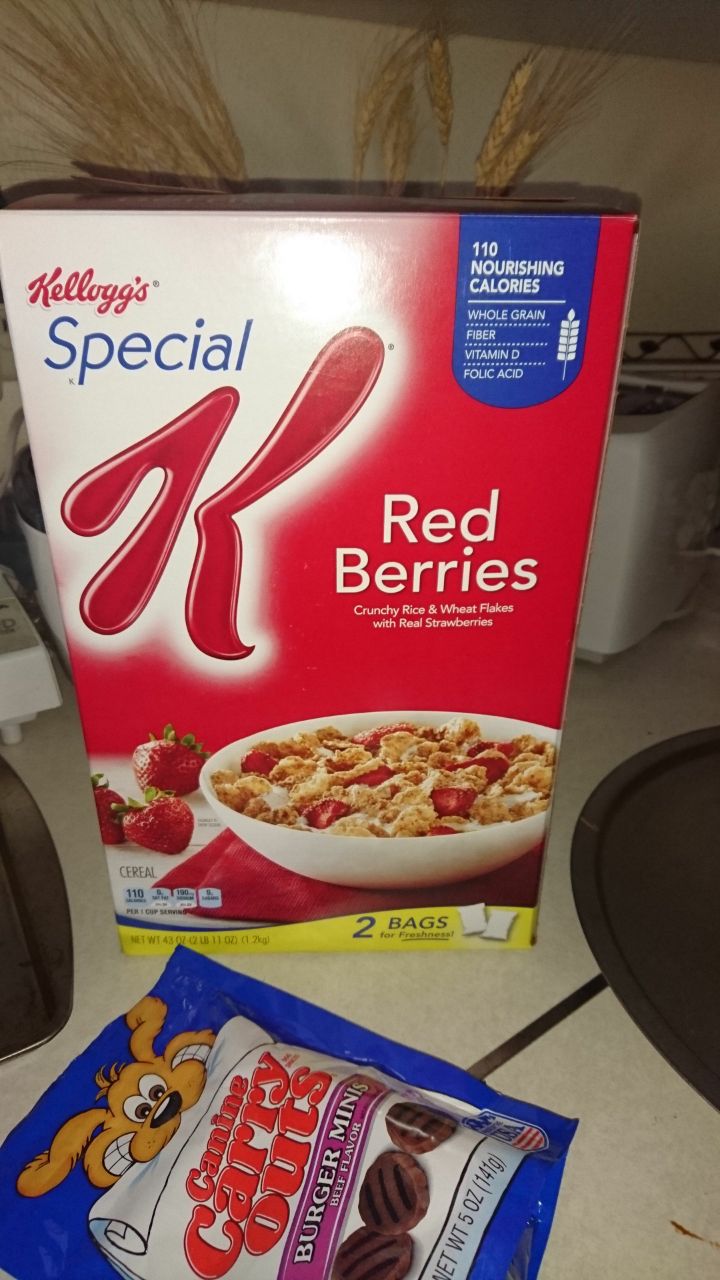 Kellogg's®
Special
K
K®
110
NOURISHING
CALORIES
WHOLE GRAIN
FIBER
VITAMIN D
FOLIC ACID
Red
Berries
Crunchy Rice & Wheat Flakes
with Real Strawberries
CEREAL
110 CALORIES
190
PER 1 CUP SERVING
2 BAGS
for Freshness!
NET WT 43 OZ (2 LB 11 OZ) (1.2kg)
Canine
Carry
Outs
BURGER MINIS
BEEF FLAVOR
USA
NET WT 5 OZ (141g)